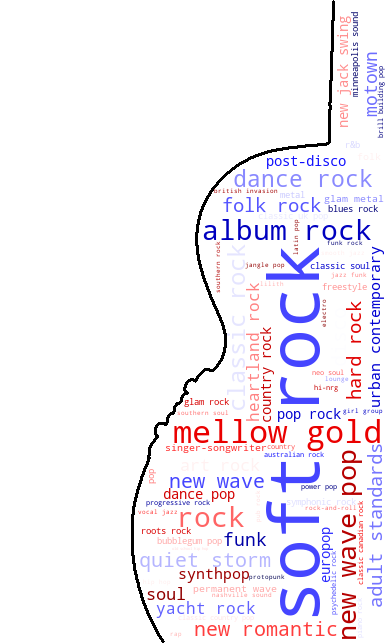 new jack swing
minneapolis sound
motown
brill building pop
r&b
post-disco
dance rock
british invasion
metal
folk rock
glam metal
blues rock
classic
pop
album rock
latin pop
funk rock
southern rock
classic rock
jangle pop
classic soul
jazz funk
lilith
freestyle
urban contemporary
soft rock
heartland rock
country rock
electro
hard rock
neo soul
lounge
hi-nrg
glam rock
southern soul
pop rock
girl group
mellow gold
singer-songwriter
country
australian rock
art rock
new wave pop
adult standards
pop
new wave
power pop
dance pop
progressive rock
symphonic rock
rock-and-roll
vocal jazz
rock
classic canadian rock
roots rock
funk
europop
bubblegum pop
psychedelic rock
quiet storm
synthpop
protopunk
permanent wave
nashville sound
soul
yacht rock
new romantic
rap